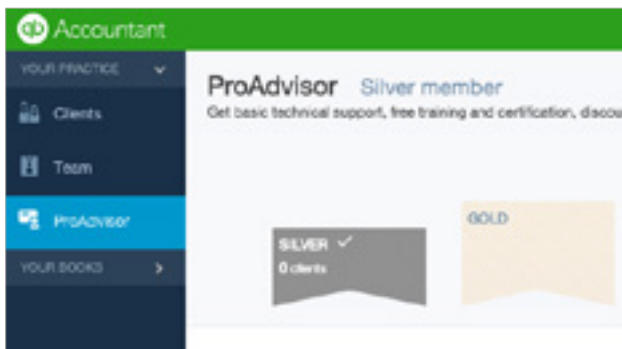 qb Accountant
YOUR PRACTICE
Clients
Team
ProAdvisor
YOUR BOOKS
ProAdvisor Silver member
Get basic technical support, free training and certification, discou
SILVER
0 clients
GOLD